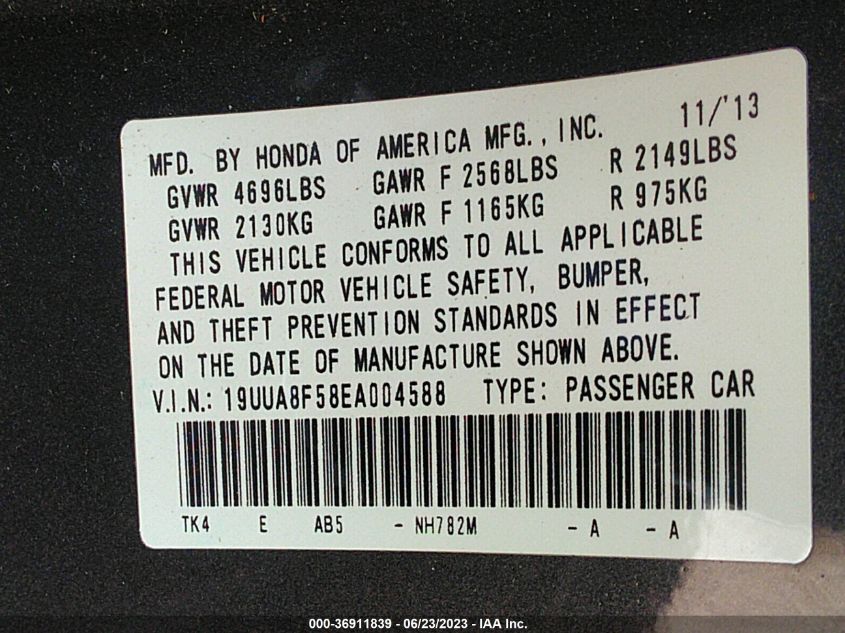 11/'13
MFD. BY HONDA OF AMERICA MFG., INC.
GVWR 4696LBS GAWR F 2568LBS R 2149LBS
GVWR 2130KG GAWR F 1165KG R 975KG
THIS VEHICLE CONFORMS TO ALL APPLICABLE
FEDERAL MOTOR VEHICLE SAFETY, BUMPER,
AND THEFT PREVENTION STANDARDS IN EFFECT
ON THE DATE OF MANUFACTURE SHOWN ABOVE.
V.I.N.: 19UUA8F58EA004588 TYPE: PASSENGER CAR
TK4 E AB5 - NH782M - A - A
000-36911839 - 06/23/2023 - IAA Inc.